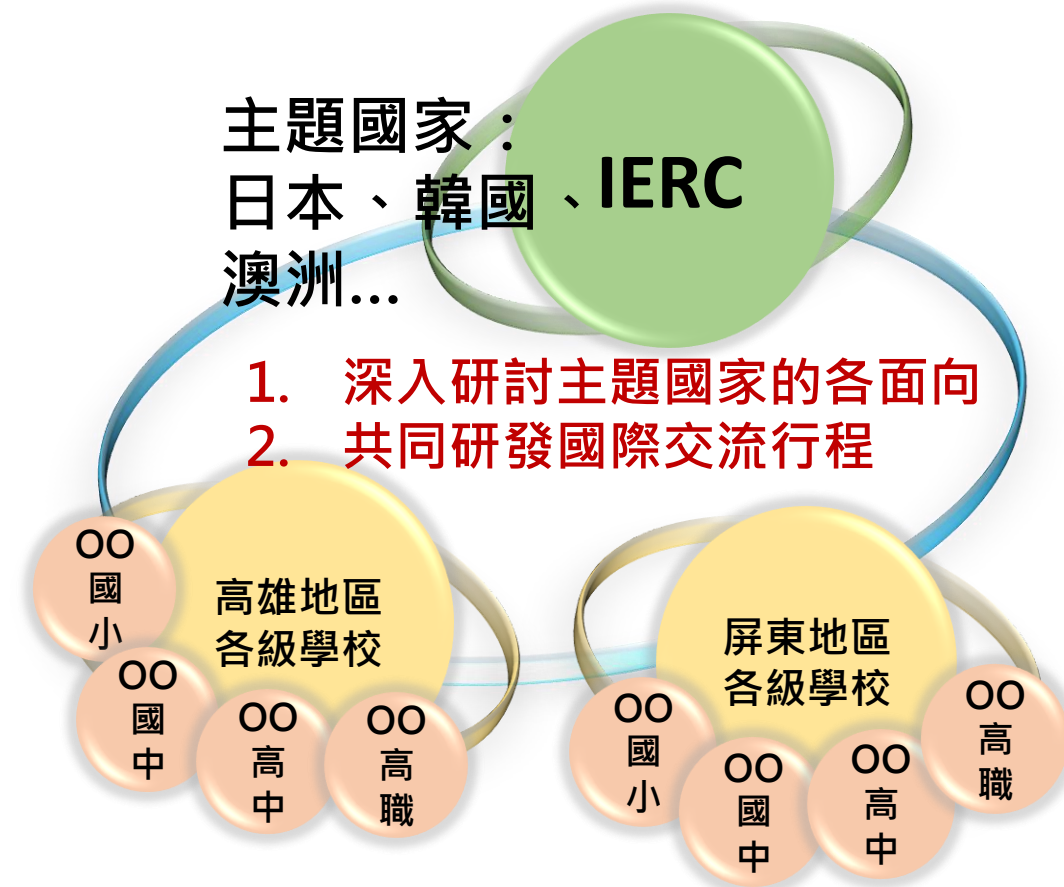 主題國家：
日本、韓國、
澳洲...
IERC
1. 深入研討主題國家的各面向
2. 共同研發國際交流行程
高雄地區
各級學校
OO
國
小
OO
國
中
OO
高
中
OO
高
職
屏東地區
各級學校
OO
國
小
OO
國
中
OO
高
中
OO
高
職